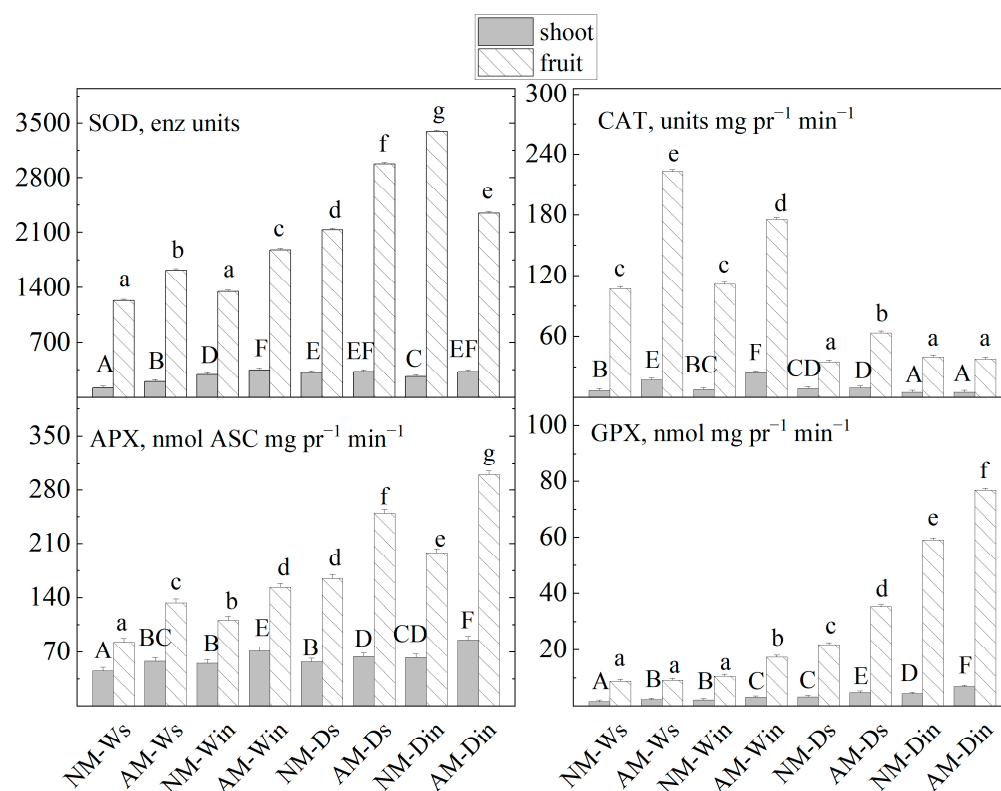 shoot
fruit
SOD, enz units
3500
2800
2100
1400
700
a
b
a
c
d
f
g
e
A
B
D
F
E
EF
C
EF
CAT, units mg pr⁻¹ min⁻¹
300
240
180
120
60
c
e
c
d
a
b
a
a
B
E
BC
F
CD
D
A
A
APX, nmol ASC mg pr⁻¹ min⁻¹
350
280
210
140
70
a
c
b
d
d
f
e
g
A
BC
B
E
B
D
CD
F
GPX, nmol mg pr⁻¹ min⁻¹
100
80
60
40
20
a
a
a
b
c
d
e
f
A
B
B
C
C
E
D
F
NM-Ws
AM-Ws
NM-Win
AM-Win
NM-Ds
AM-Ds
NM-Din
AM-Din
NM-Ws
AM-Ws
NM-Win
AM-Win
NM-Ds
AM-Ds
NM-Din
AM-Din